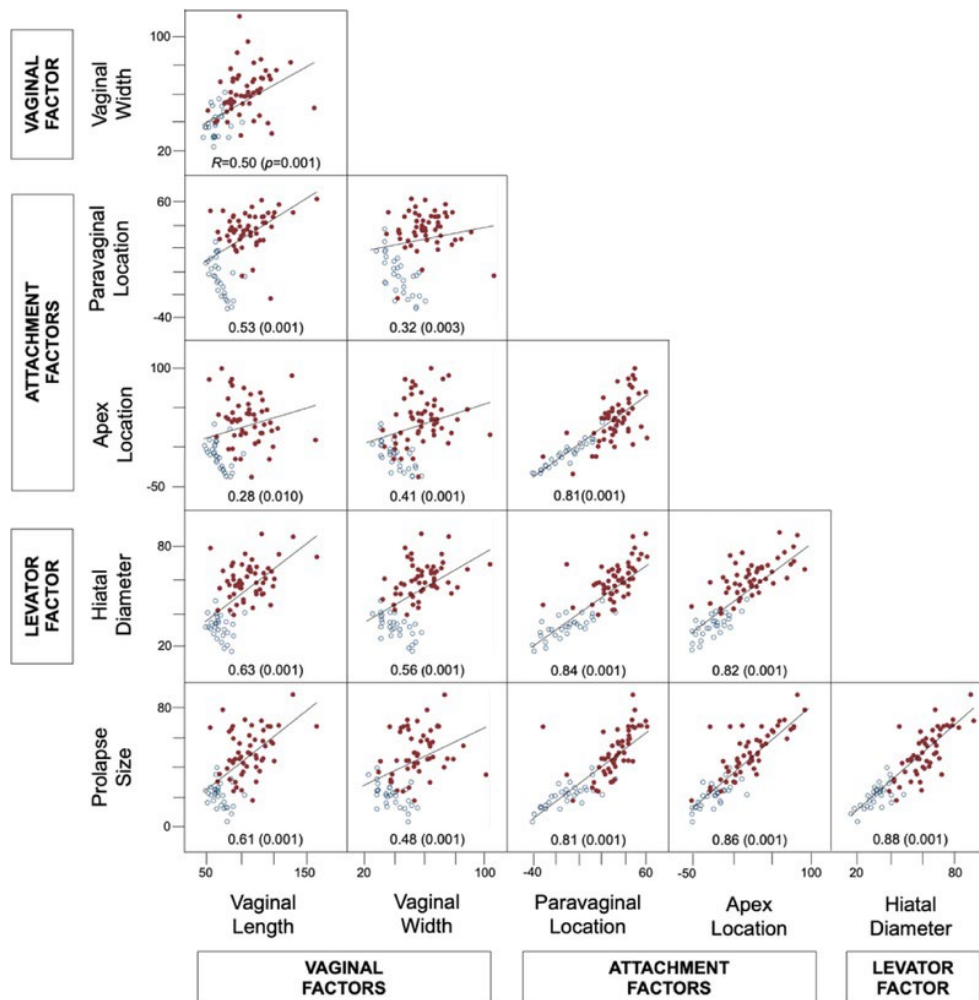 VAGINAL
FACTOR
Vaginal
Width
100
20
R=0.50 (p=0.001)
ATTACHMENT
FACTORS
Paravaginal
Location
60
-40
0.53 (0.001)
0.32 (0.003)
Apex
Location
100
-50
0.28 (0.010)
0.41 (0.001)
0.81(0.001)
LEVATOR
FACTOR
Hiatal
Diameter
80
20
0.63 (0.001)
0.56 (0.001)
0.84 (0.001)
0.82 (0.001)
Prolapse
Size
80
0
0.61 (0.001)
0.48 (0.001)
0.81 (0.001)
0.86 (0.001)
0.88 (0.001)
50 150
20 100
-40 60
-50 100
20 80
Vaginal
Length
Vaginal
Width
Paravaginal
Location
Apex
Location
Hiatal
Diameter
VAGINAL
FACTORS
ATTACHMENT
FACTORS
LEVATOR
FACTOR